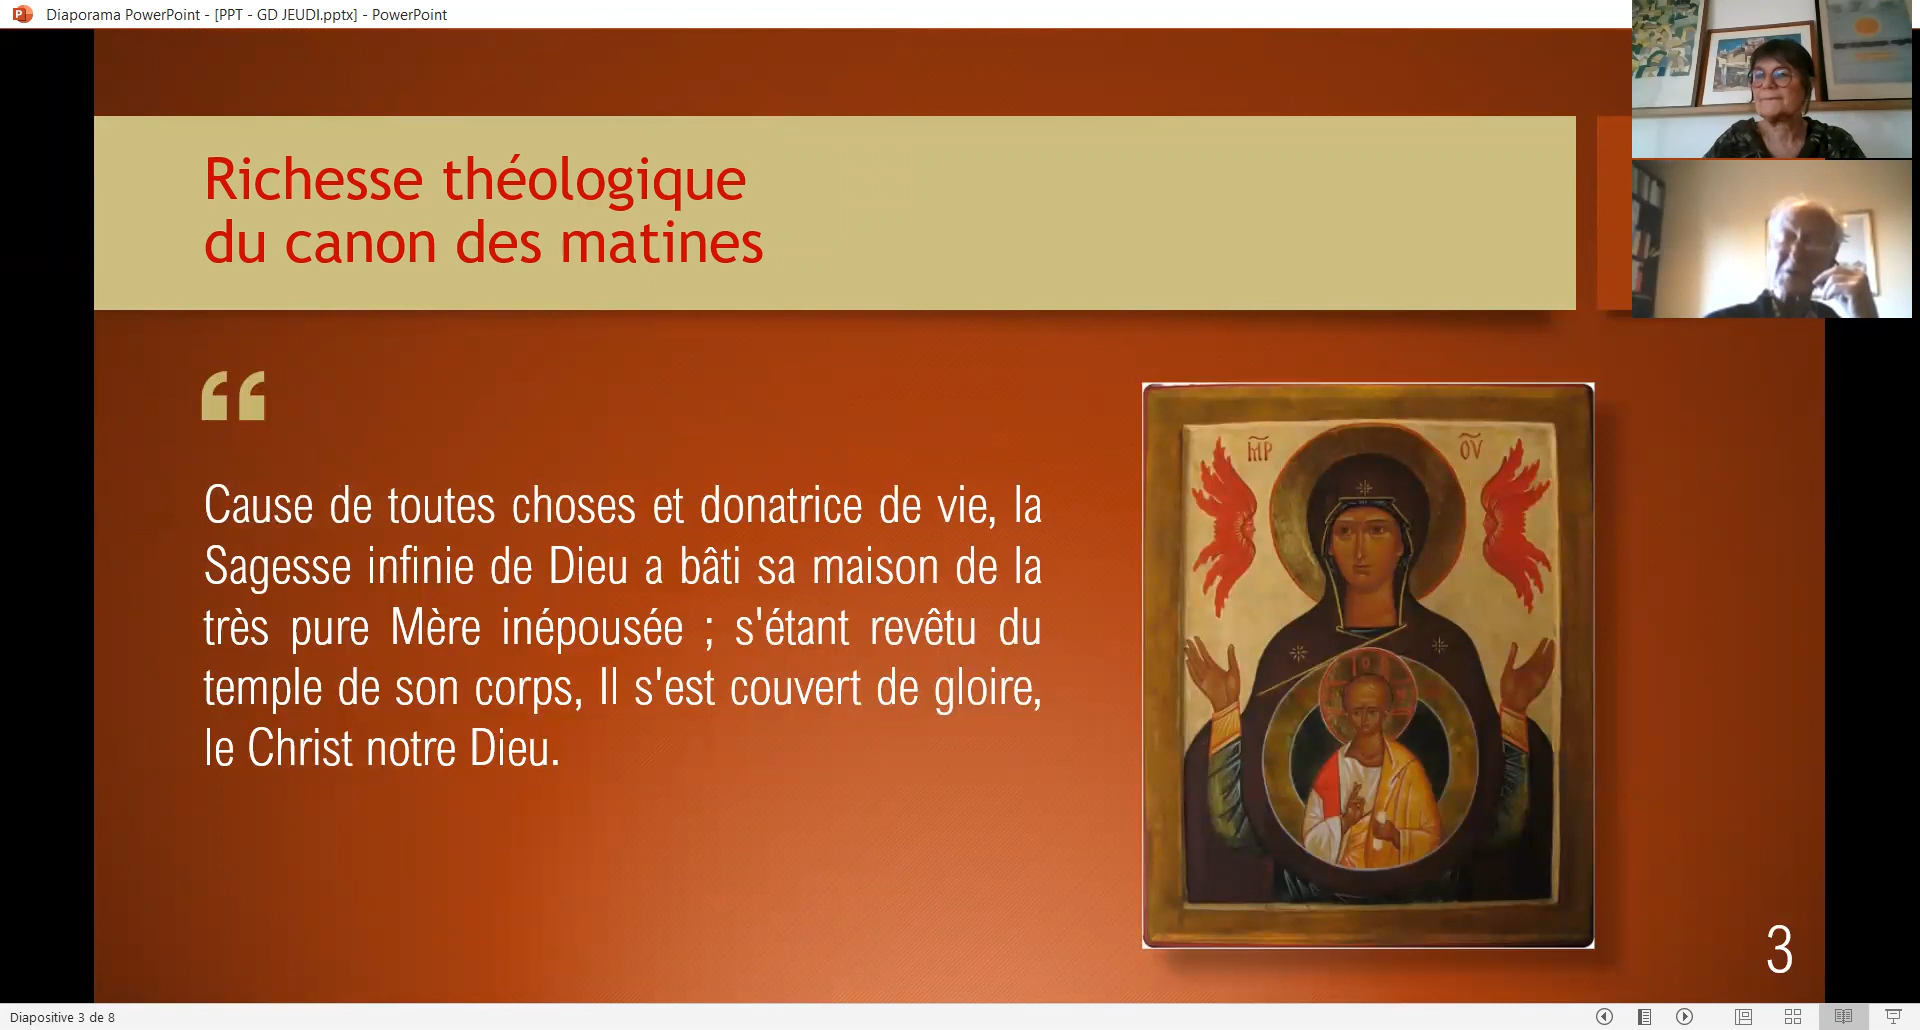 Diaporama PowerPoint - [PPT - GD JEUDI.pptx] - PowerPoint
Richesse théologique
du canon des matines
“
Cause de toutes choses et donatrice de vie, la
Sagesse infinie de Dieu a bâti sa maison de la
très pure Mère inépousée ; s'étant revêtu du
temple de son corps, Il s'est couvert de gloire,
le Christ notre Dieu.
МР ОУ
3
Diapositive 3 de 8